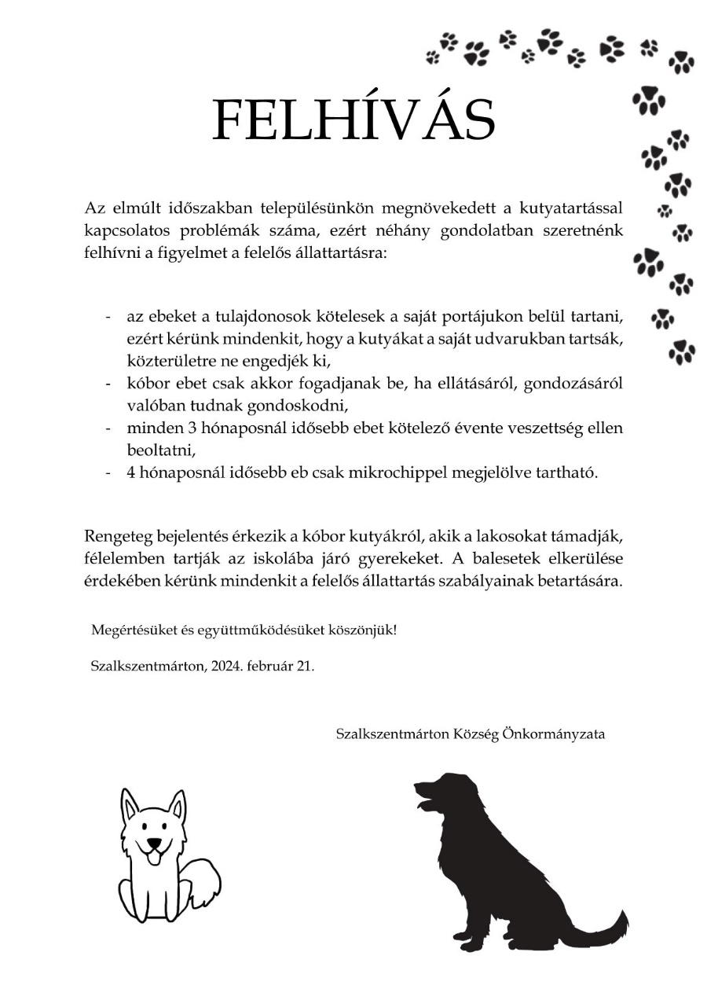 FELHÍVÁS
Az elmúlt időszakban településünkön megnövekedett a kutyatartással
kapcsolatos problémák száma, ezért néhány gondolatban szeretnénk
felhívni a figyelmet a felelős állattartásra:
- az ebeket a tulajdonosok kötelesek a saját portájukon belül tartani,
ezért kérünk mindenkit, hogy a kutyákat a saját udvarukban tartsák,
közterületre ne engedjék ki,
- kóbor ebet csak akkor fogadjanak be, ha ellátásáról, gondozásáról
valóban tudnak gondoskodni,
- minden 3 hónaposnál idősebb ebet kötelező évente veszettség ellen
beoltatni,
- 4 hónaposnál idősebb eb csak mikrochippel megjelölve tartható.
Rengeteg bejelentés érkezik a kóbor kutyákról, akik a lakosokat támadják,
félelemben tartják az iskolába járó gyerekeket. A balesetek elkerülése
érdekében kérünk mindenkit a felelős állattartás szabályainak betartására.
Megértésüket és együttműködésüket köszönjük!
Szalkszentmárton, 2024. február 21.
Szalkszentmárton Község Önkormányzata